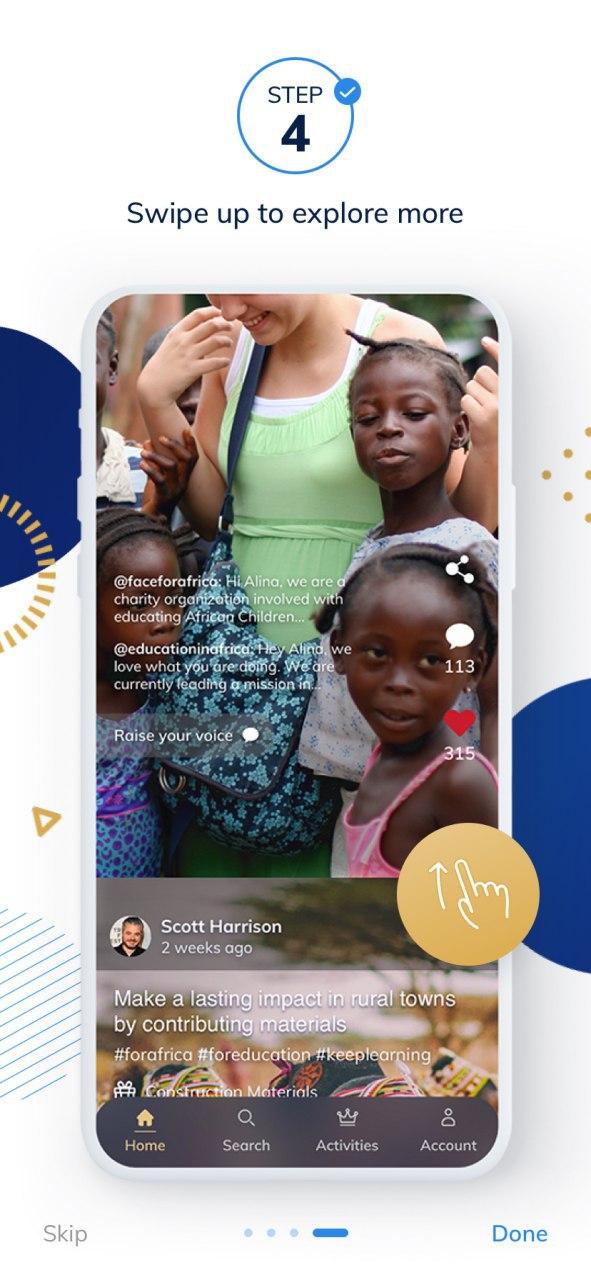 STEP
4
Swipe up to explore more
@faceforafrica: Hi Alina, we are a
charity organization involved with
educating African Children...
@educationinafrica: Hey Alina, we
love what you are doing. We are
currently leading a mission in...
113
Raise your voice
315
Scott Harrison
2 weeks ago
Make a lasting impact in rural towns
by contributing materials
#forafrica #foreducation #keeplearning
Construction Materials
Home Search Activities Account
Skip Done